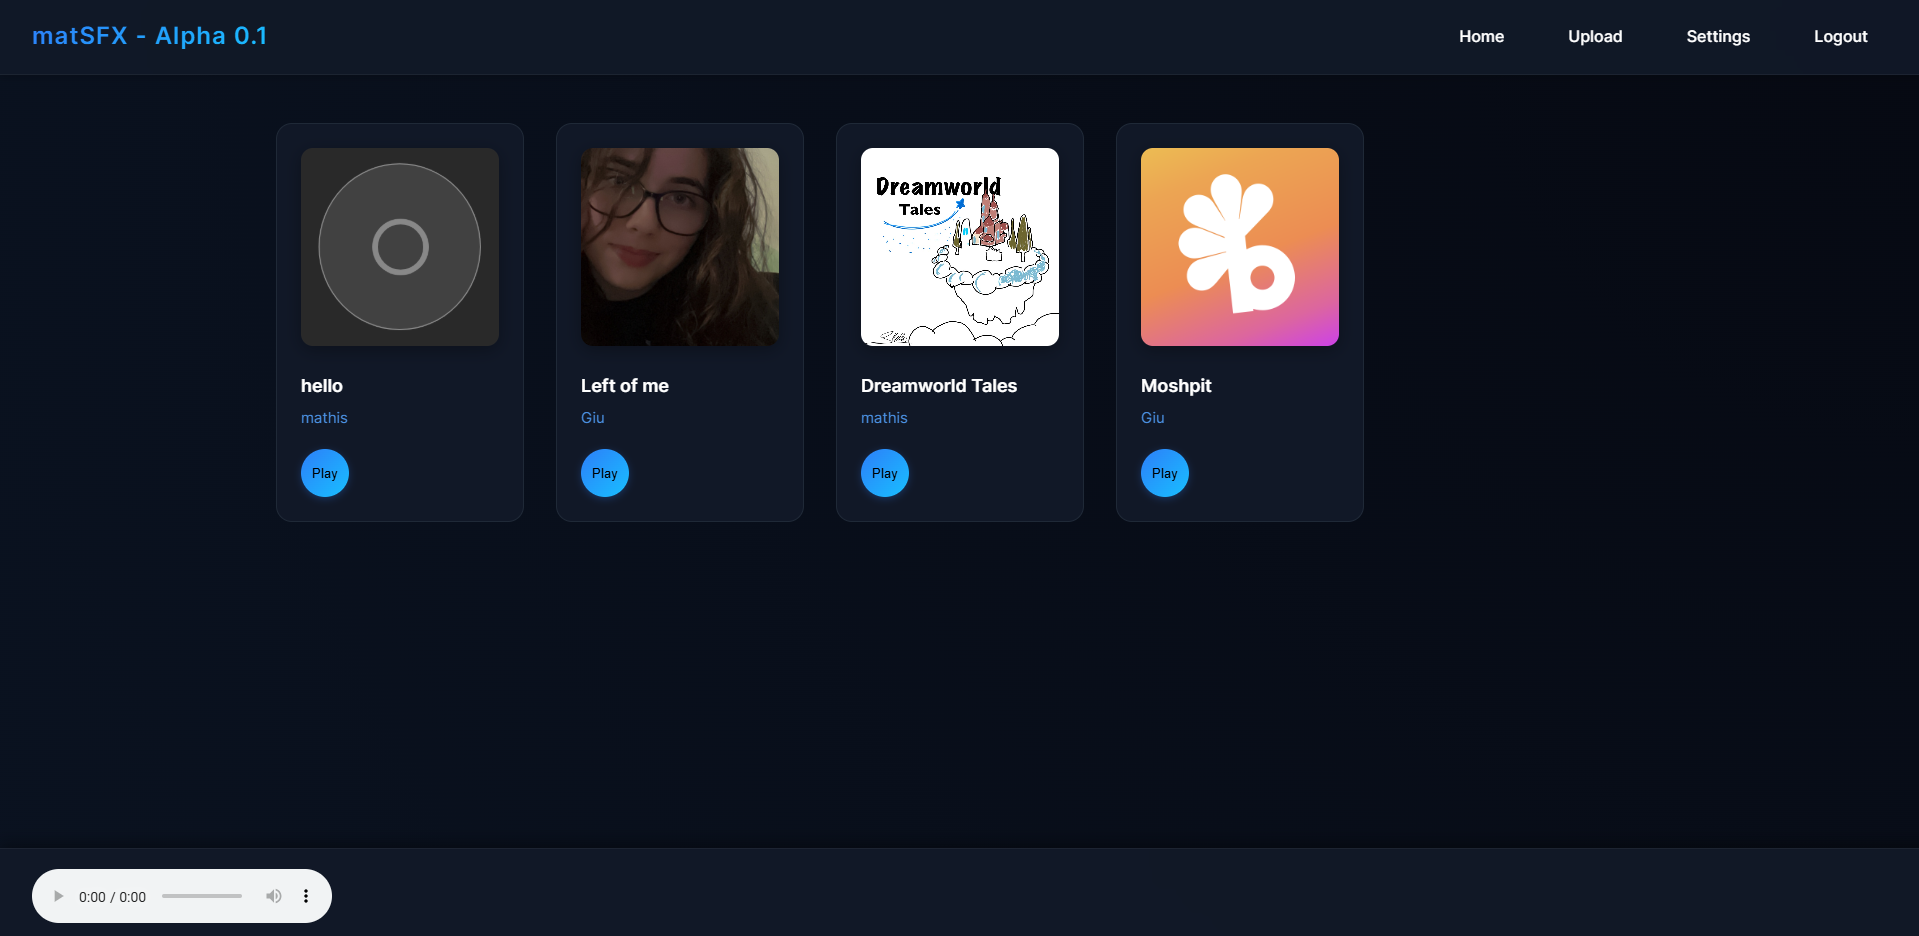 matSFX - Alpha 0.1
Home
Upload
Settings
Logout
Dreamworld
Tales
hello
Left of me
Dreamworld Tales
Moshpit
mathis
Giu
mathis
Giu
Play
Play
Play
Play
0:00 / 0:00